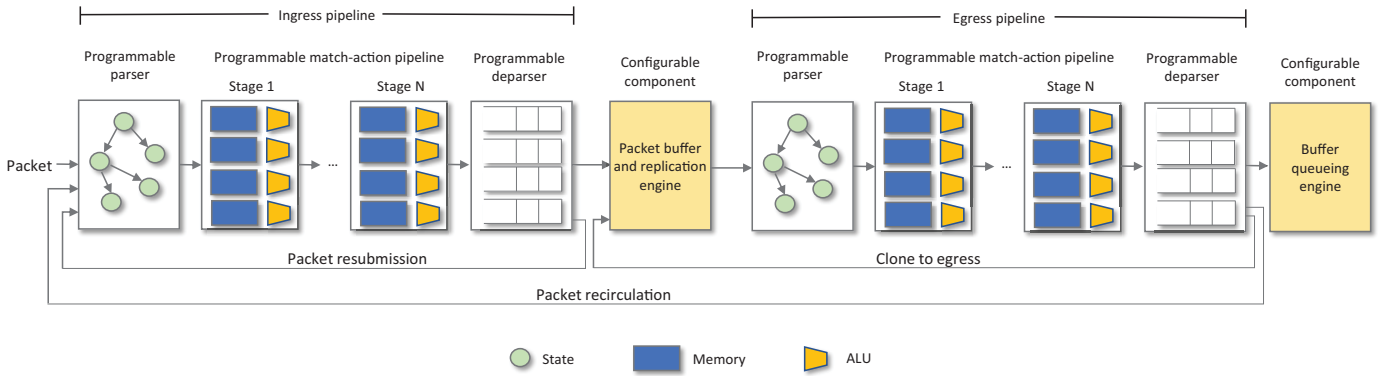 Ingress pipeline
Egress pipeline
Programmable
parser
Programmable match-action pipeline
Stage 1
Stage N
Programmable
deparser
Configurable
component
Programmable
parser
Programmable match-action pipeline
Stage 1
Stage N
Programmable
deparser
Configurable
component
Packet
...
Packet buffer
and replication
engine
...
Buffer
queueing
engine
Packet resubmission
Clone to egress
Packet recirculation
State
Memory
ALU